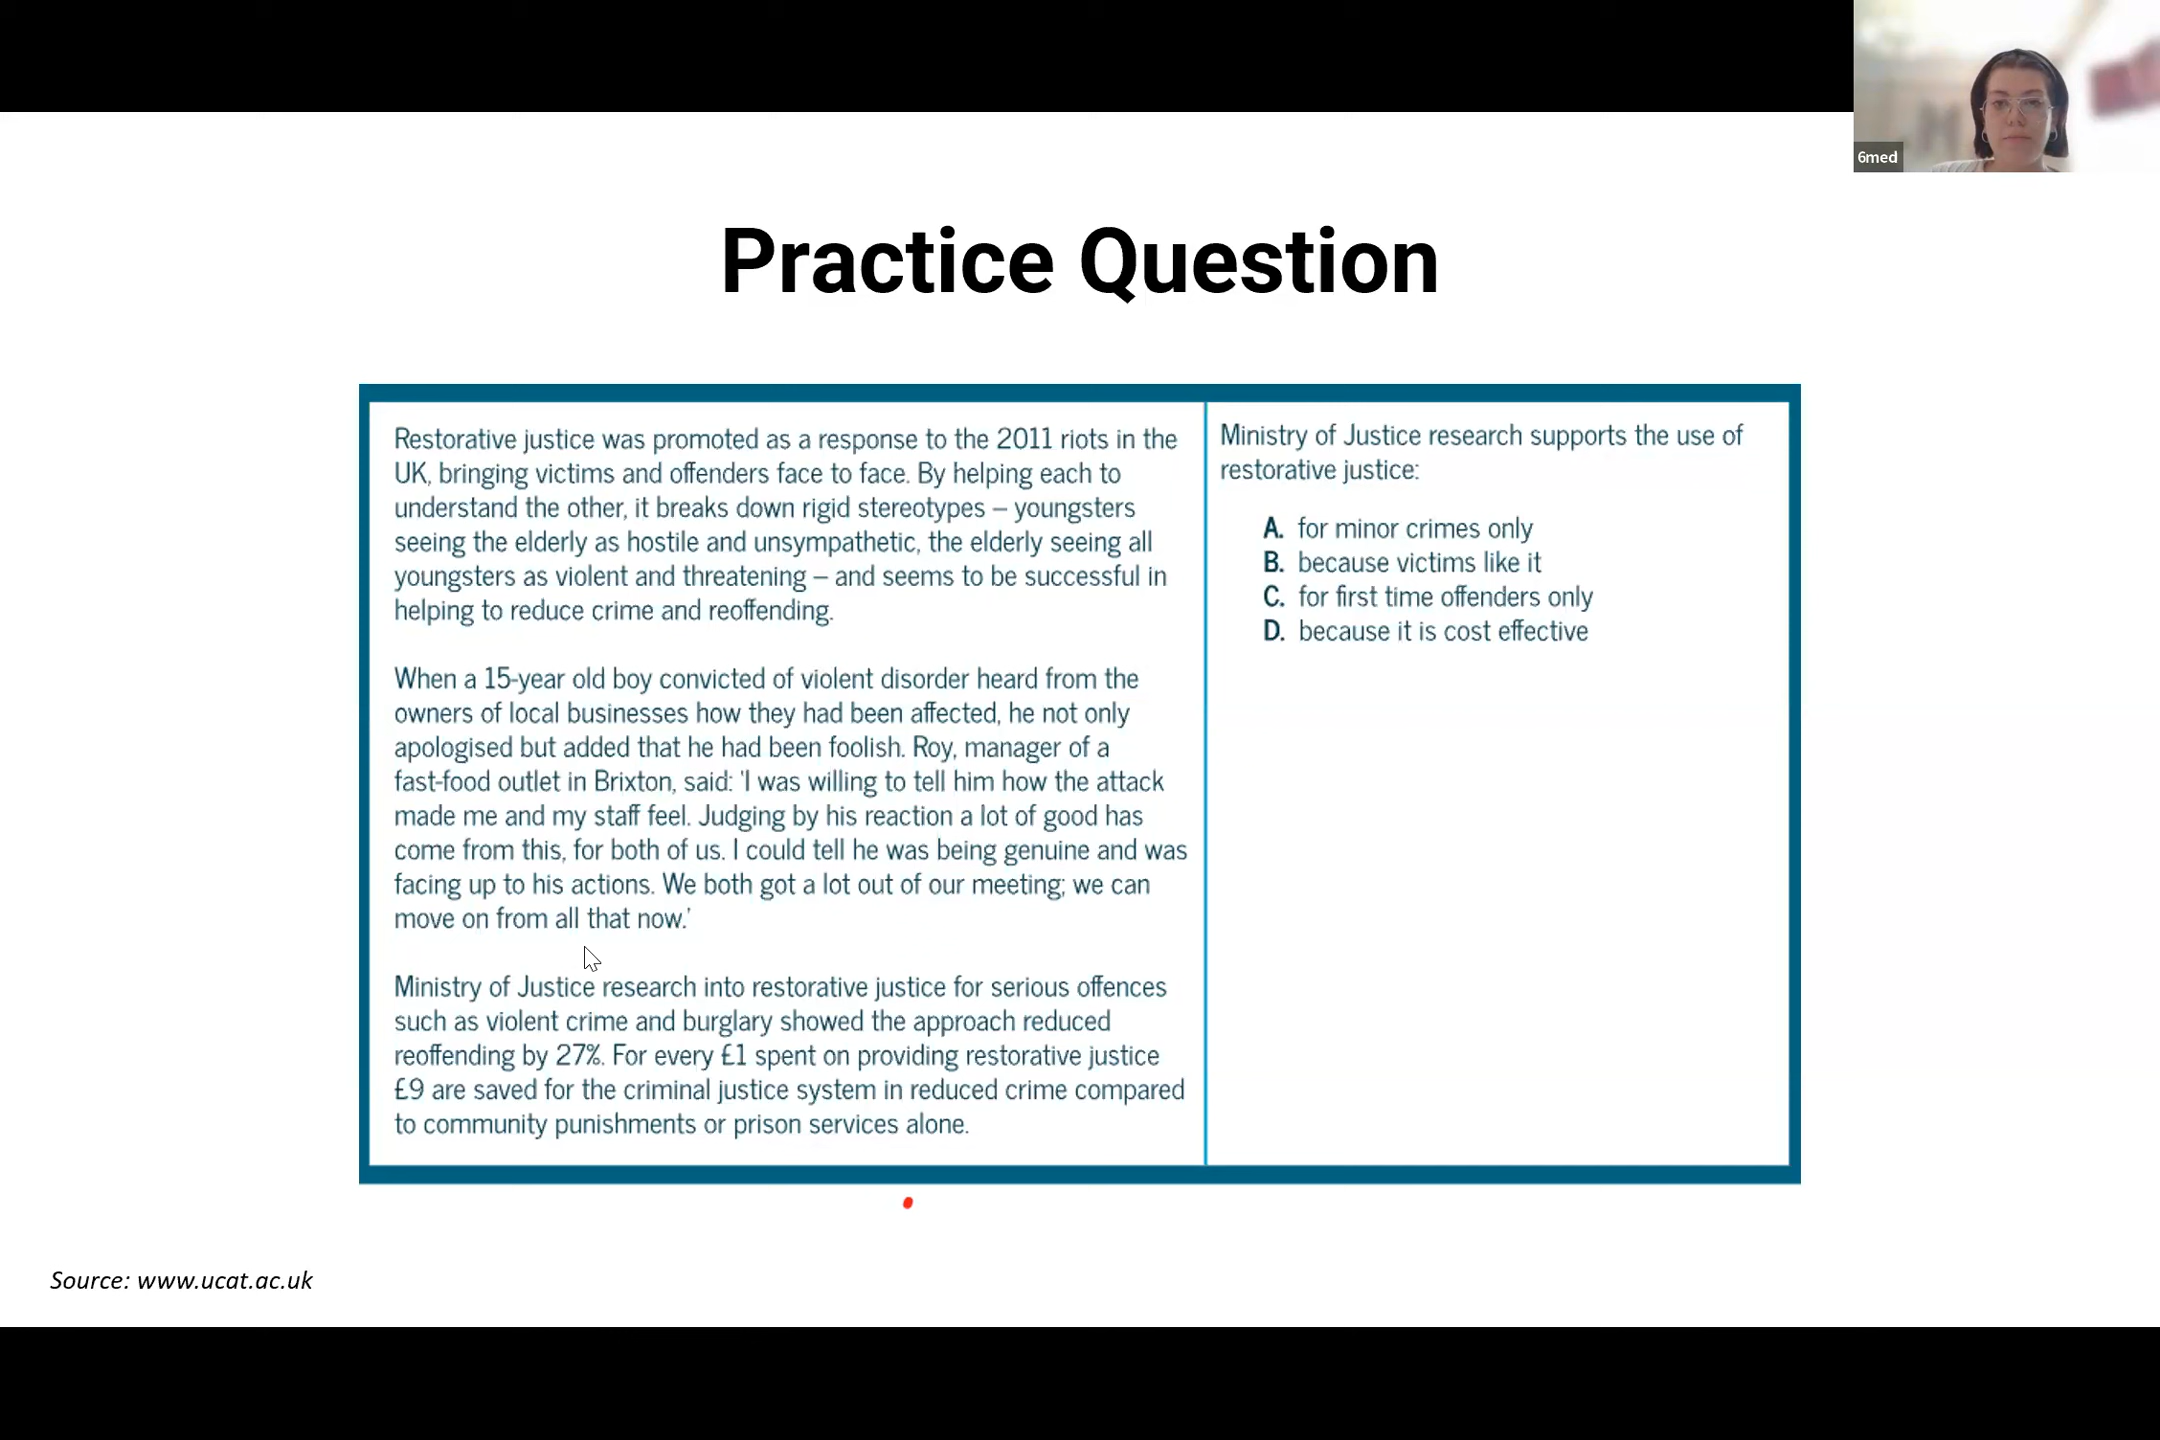 6med
Practice Question
Restorative justice was promoted as a response to the 2011 riots in the
UK, bringing victims and offenders face to face. By helping each to
understand the other, it breaks down rigid stereotypes – youngsters
seeing the elderly as hostile and unsympathetic, the elderly seeing all
youngsters as violent and threatening – and seems to be successful in
helping to reduce crime and reoffending.
When a 15-year old boy convicted of violent disorder heard from the
owners of local businesses how they had been affected, he not only
apologised but added that he had been foolish. Roy, manager of a
fast-food outlet in Brixton, said: 'I was willing to tell him how the attack
made me and my staff feel. Judging by his reaction a lot of good has
come from this, for both of us. I could tell he was being genuine and was
facing up to his actions. We both got a lot out of our meeting; we can
move on from all that now.'
Ministry of Justice research into restorative justice for serious offences
such as violent crime and burglary showed the approach reduced
reoffending by 27%. For every £1 spent on providing restorative justice
£9 are saved for the criminal justice system in reduced crime compared
to community punishments or prison services alone.
Ministry of Justice research supports the use of
restorative justice:
A. for minor crimes only
B. because victims like it
C. for first time offenders only
D. because it is cost effective
Source: www.ucat.ac.uk